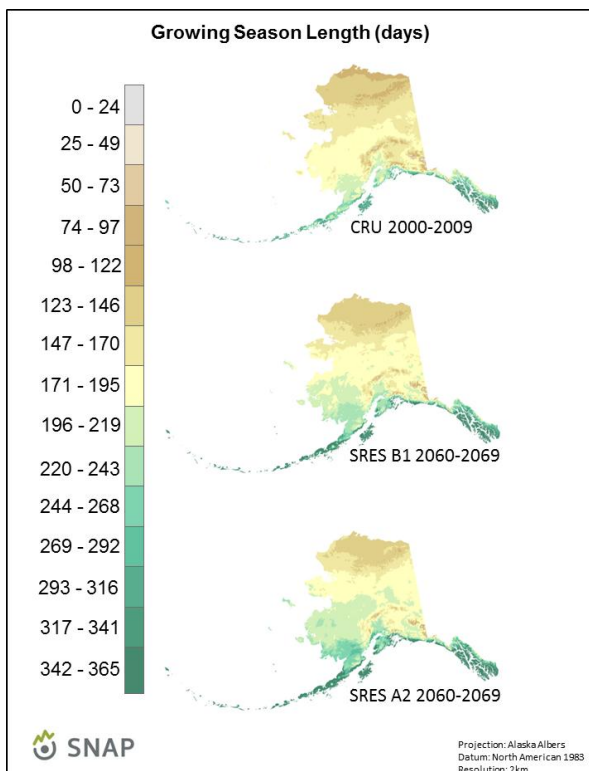 Growing Season Length (days)
0 - 24
25 - 49
50 - 73
74 - 97
98 - 122
123 - 146
147 - 170
171 - 195
196 - 219
220 - 243
244 - 268
269 - 292
293 - 316
317 - 341
342 - 365
CRU 2000-2009
SRES B1 2060-2069
SRES A2 2060-2069
SNAP
Projection: Alaska Albers
Datum: North American 1983
Resolution: 2km